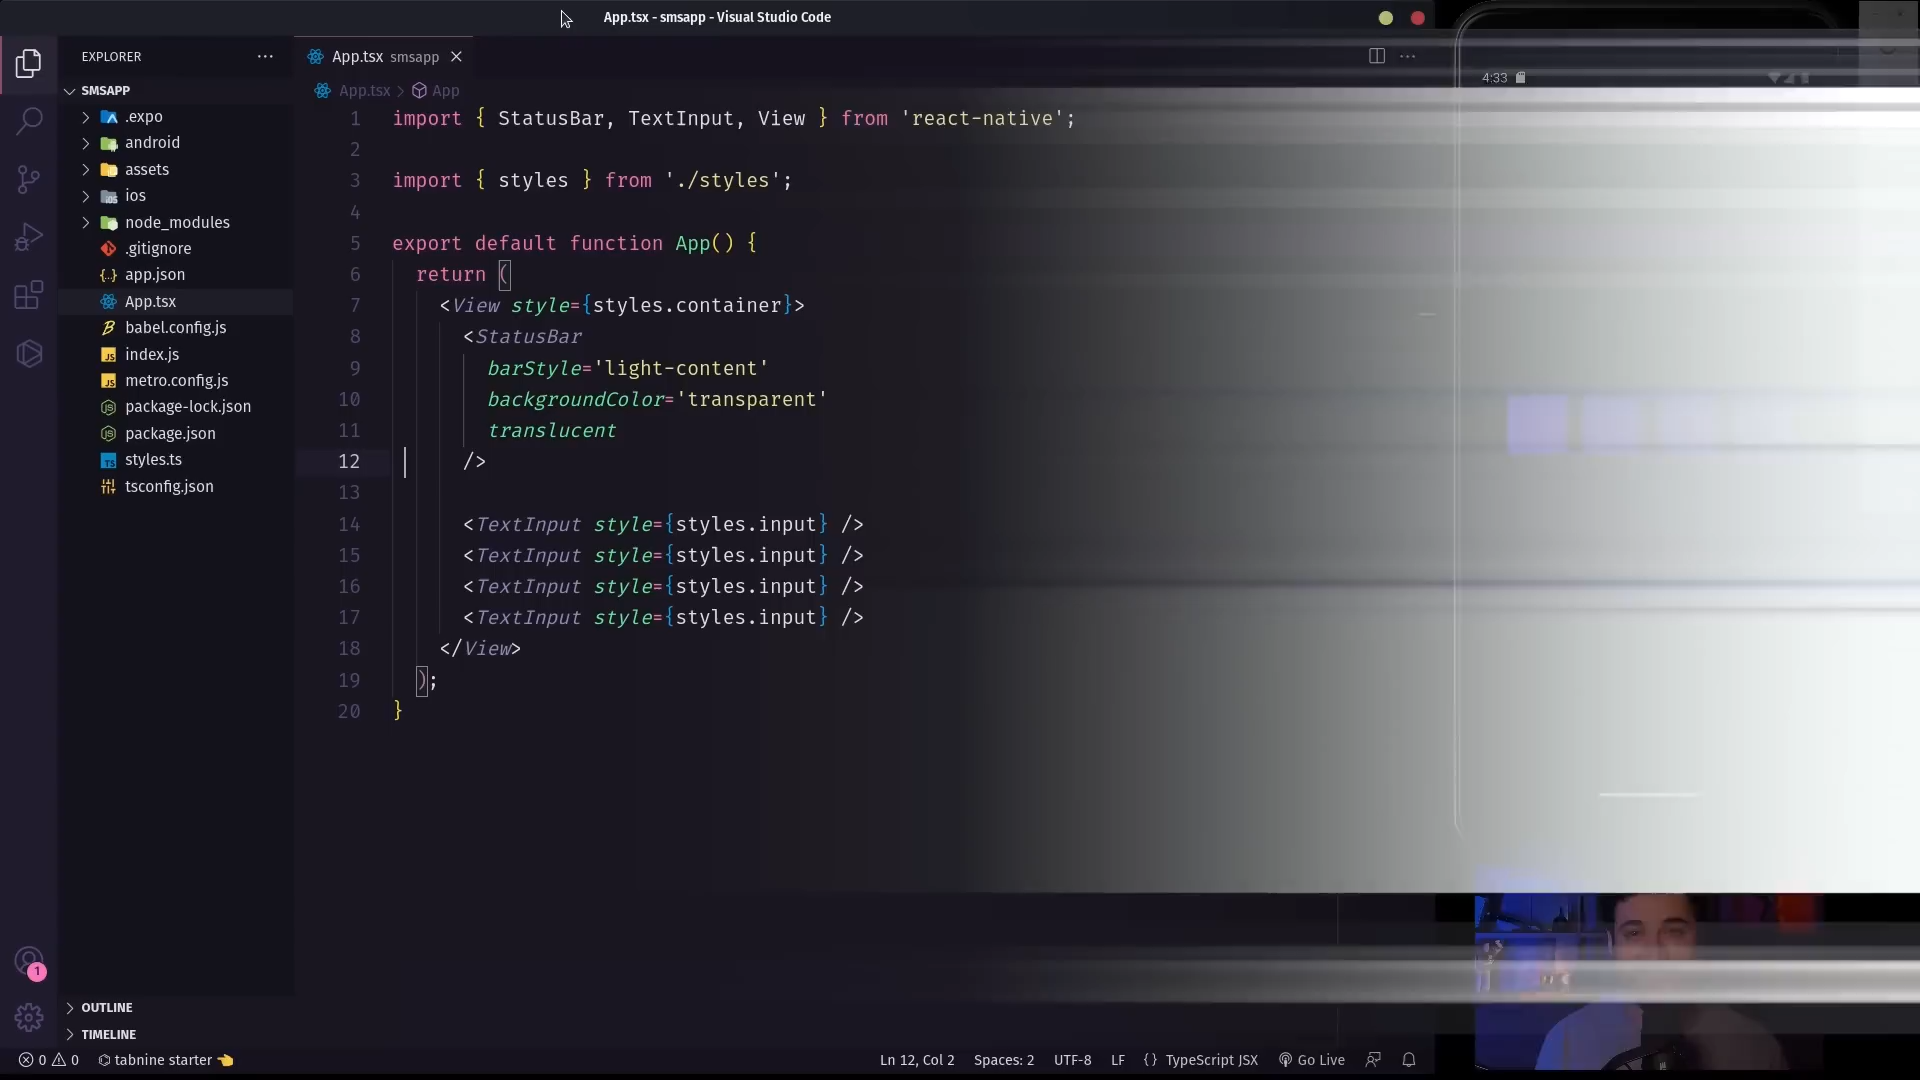 App.tsx - smsapp - Visual Studio Code
EXPLORER
SMSAPP
.expo
android
assets
ios
node_modules
.gitignore
app.json
App.tsx
babel.config.js
index.js
metro.config.js
package-lock.json
package.json
styles.ts
tsconfig.json
OUTLINE
TIMELINE
App.tsx smsapp
App.tsx > App
1 import { StatusBar, TextInput, View } from 'react-native';
2
3 import { styles } from './styles';
4
5 export default function App() {
6 return (
7 <View style={styles.container}>
8 <StatusBar
9 barStyle='light-content'
10 backgroundColor='transparent'
11 translucent
12 />
13
14 <TextInput style={styles.input} />
15 <TextInput style={styles.input} />
16 <TextInput style={styles.input} />
17 <TextInput style={styles.input} />
18 </View>
19 );
20 }
4:33
1
0 0 tabnine starter Ln 12, Col 2 Spaces: 2 UTF-8 LF {} TypeScript JSX Go Live